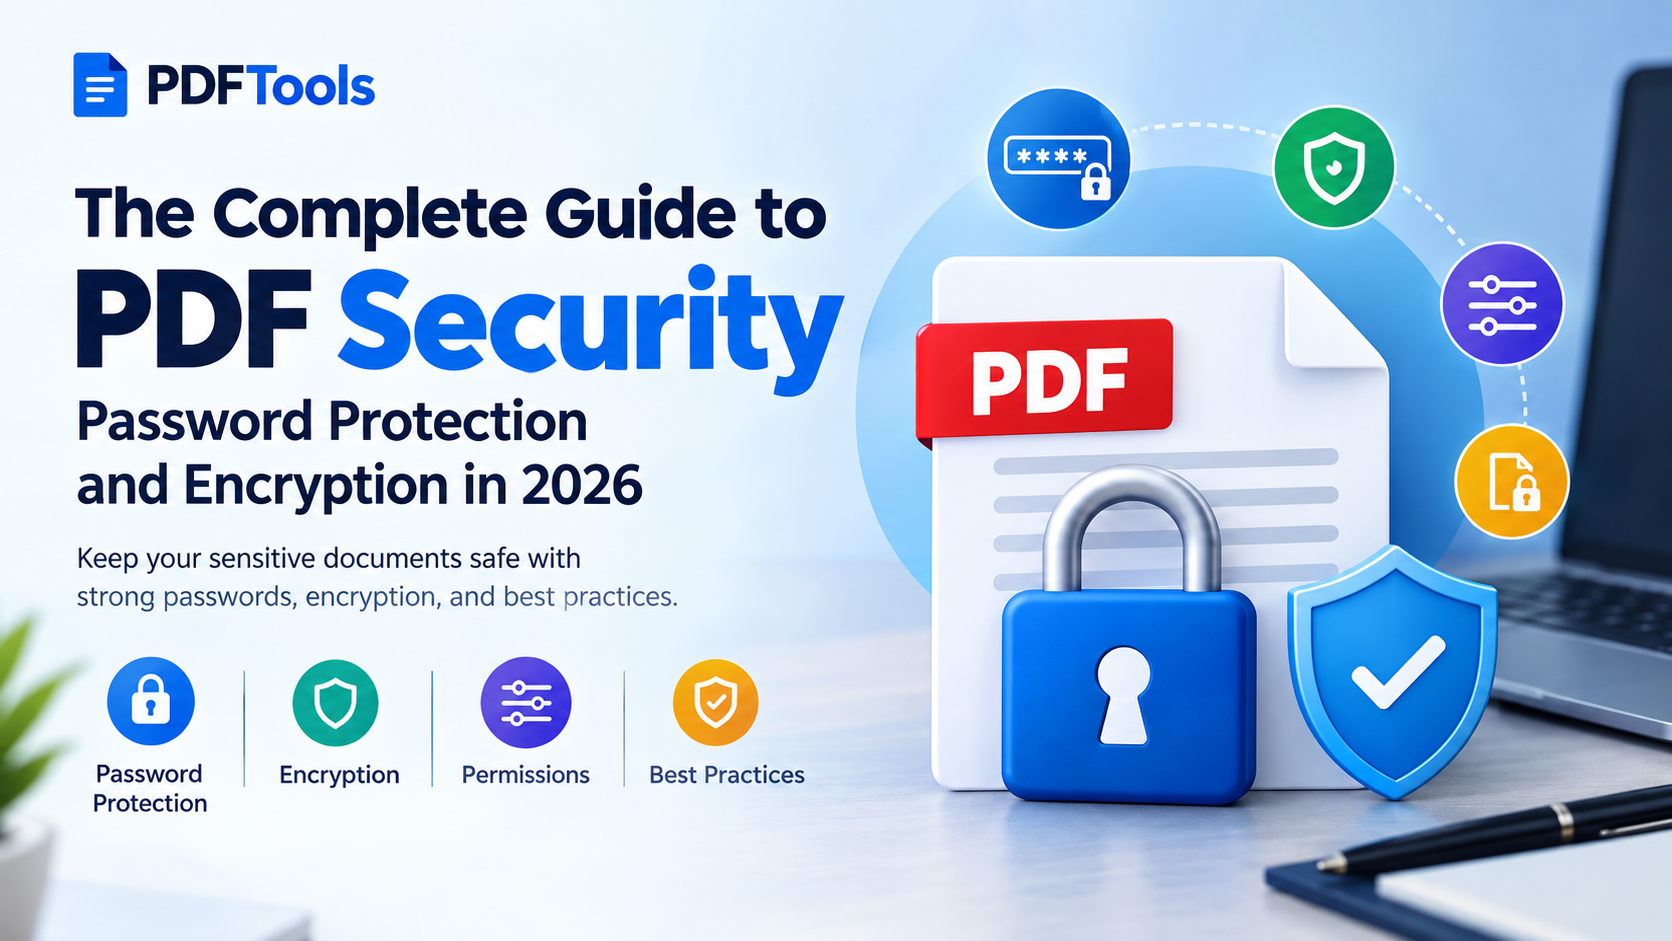 PDFTools
The Complete Guide to
PDF Security
Password Protection
and Encryption in 2026
Keep your sensitive documents safe with
strong passwords, encryption, and best practices.
Password
Protection
Encryption
Permissions
Best Practices
****
PDF